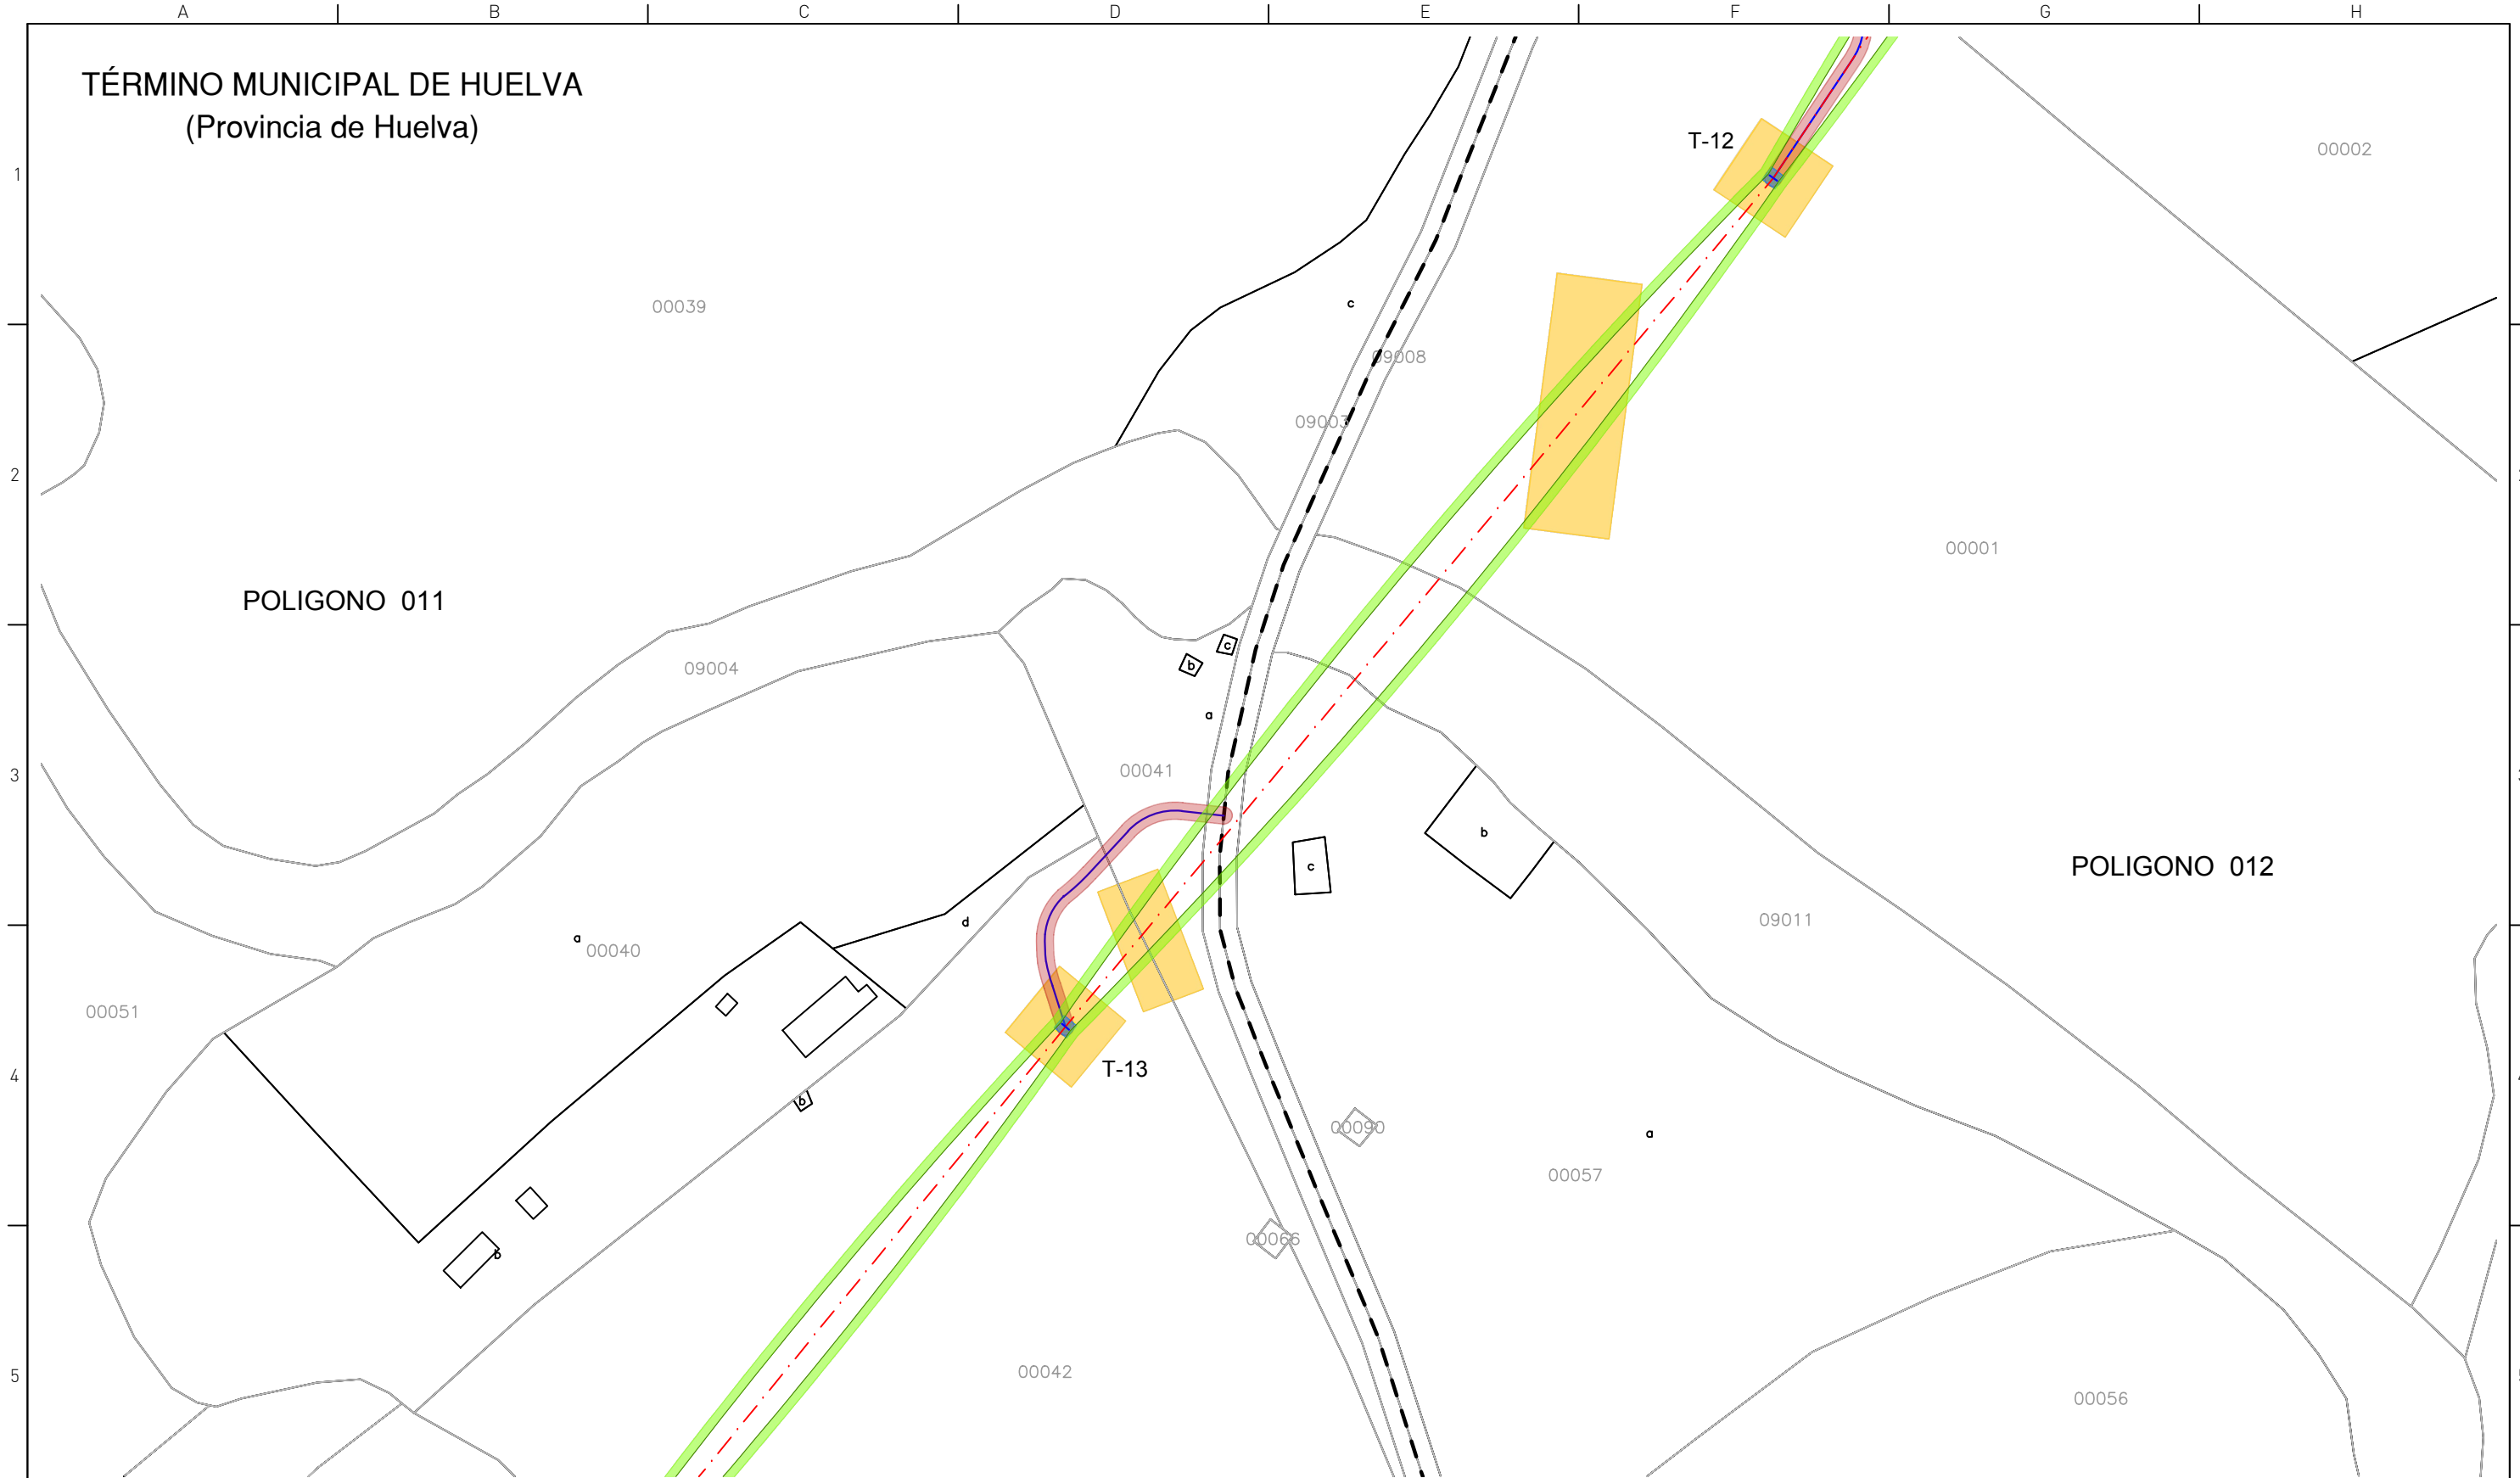 A B C D E F G H
TÉRMINO MUNICIPAL DE HUELVA
(Provincia de Huelva)
T-12
00002
1
00039
c
09008
09003
2
00001
POLIGONO 011
c
b
09004
a
00041
3
b
c
POLIGONO 012
09011
d
a
00040
00051
T-13
4
b
00090
a
00057
00066
b
00042
5
00056